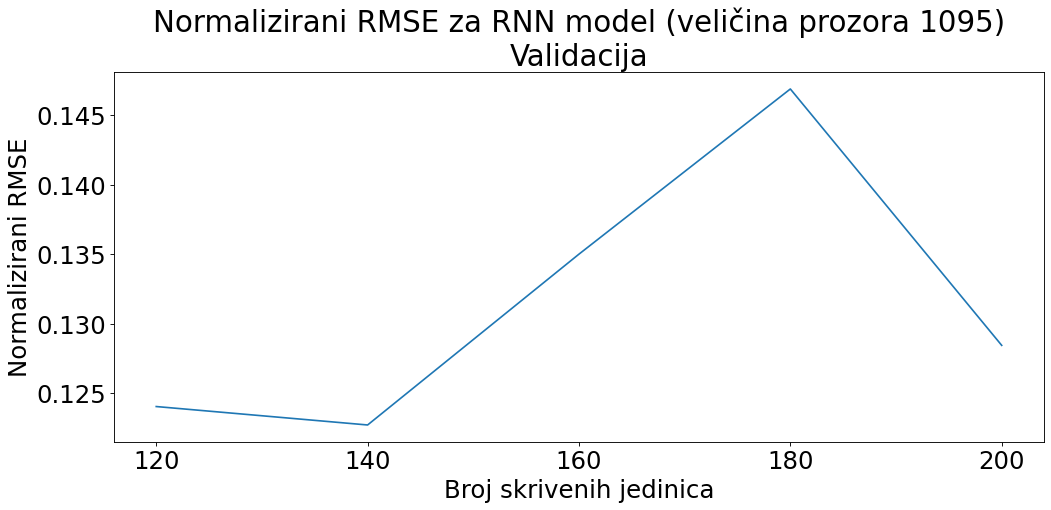 Normalizirani RMSE za RNN model (veličina prozora 1095)
Validacija
Normalizirani RMSE
0.145
0.140
0.135
0.130
0.125
120 140 160 180 200
Broj skrivenih jedinica